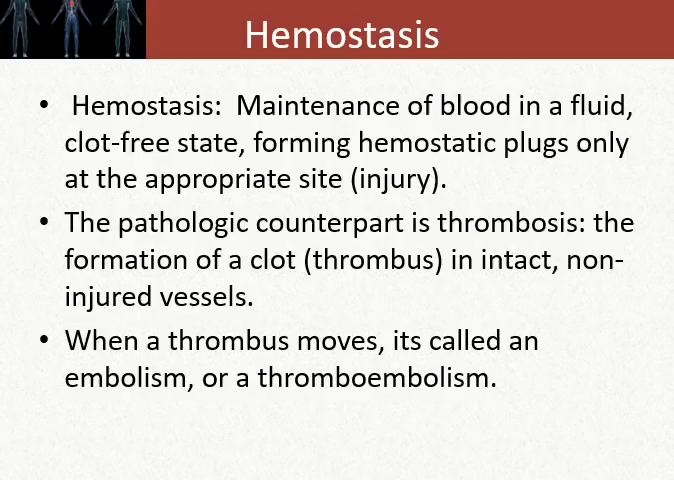 Hemostasis
• Hemostasis:  Maintenance of blood in a fluid,
clot-free state, forming hemostatic plugs only
at the appropriate site (injury).
• The pathologic counterpart is thrombosis: the
formation of a clot (thrombus) in intact, non-
injured vessels.
• When a thrombus moves, its called an
embolism, or a thromboembolism.